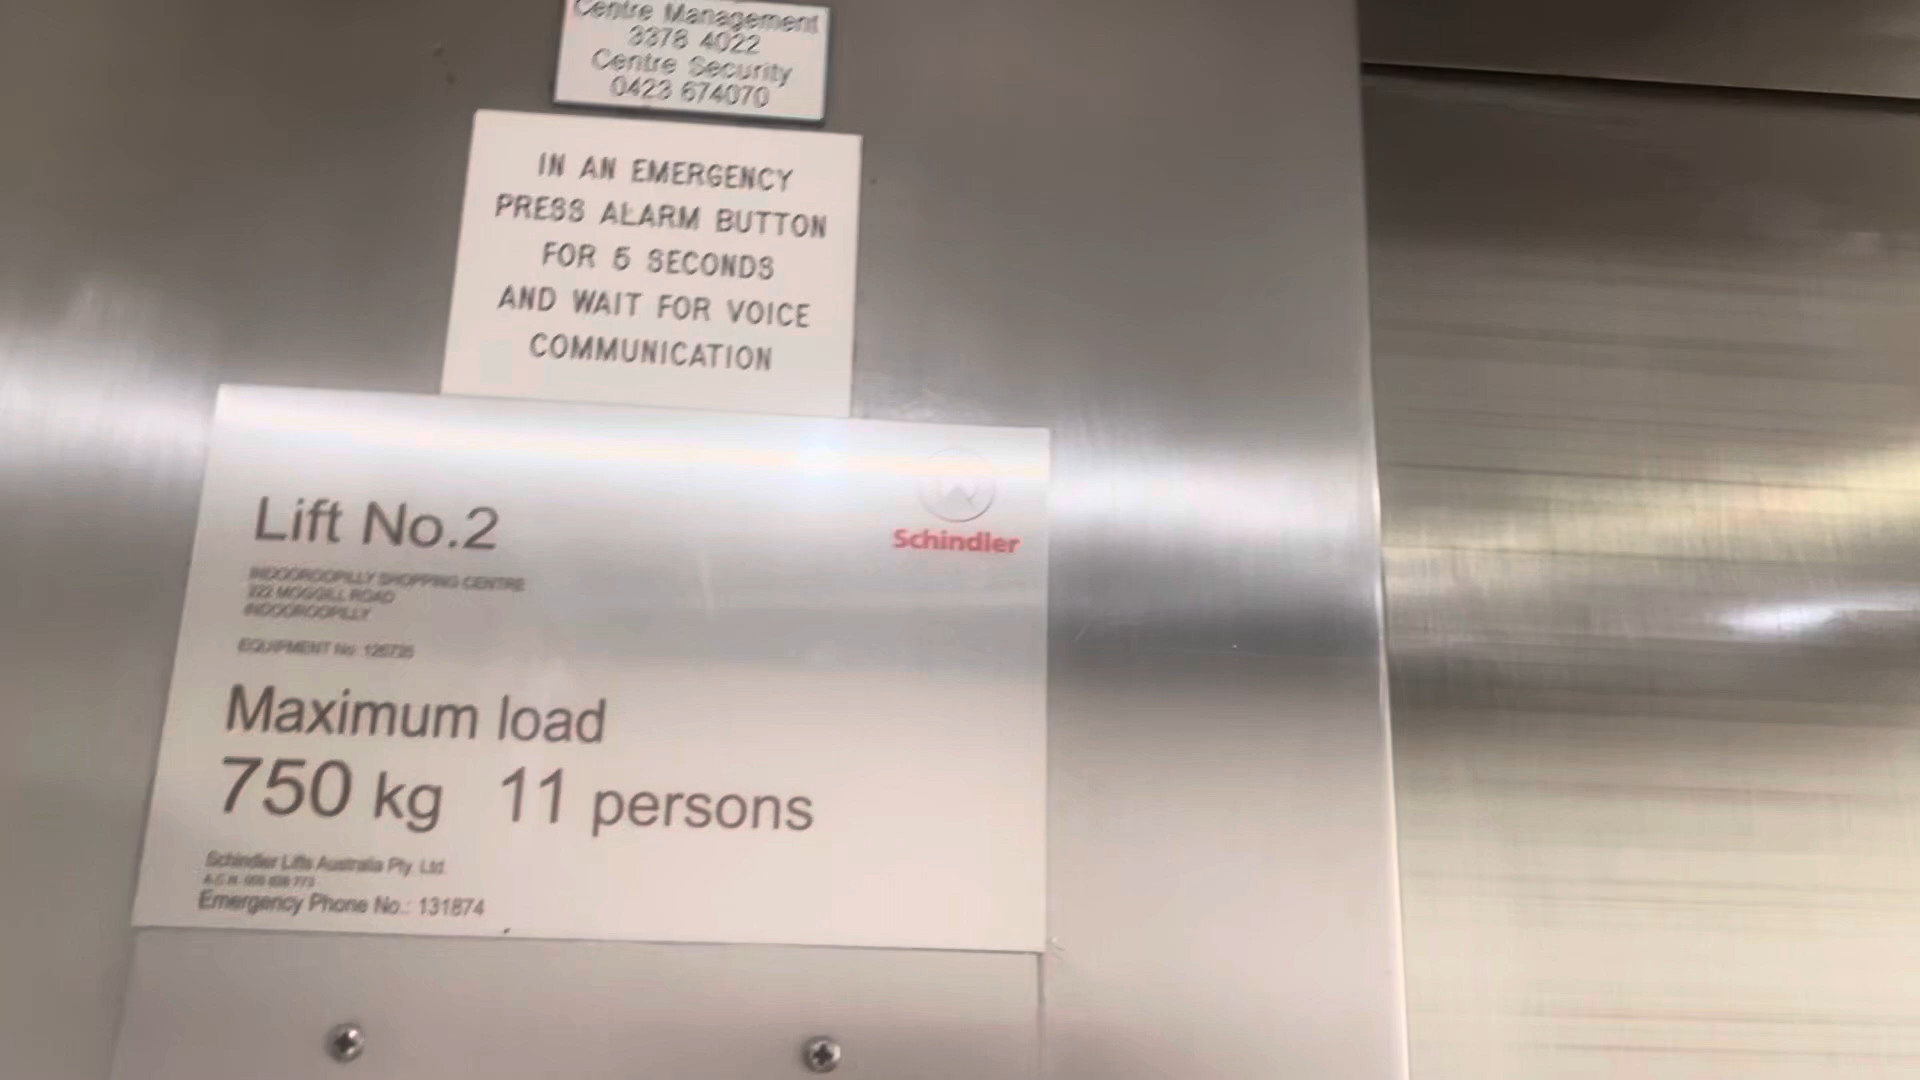 Centre Management
3378 4022
Centre Security
0423 674070
IN AN EMERGENCY
PRESS ALARM BUTTON
FOR 5 SECONDS
AND WAIT FOR VOICE
COMMUNICATION
Schindler
Lift No.2
INDOOROOPILLY SHOPPING CENTRE
322 MOGGILL ROAD
INDOOROOPILLY
EQUIPMENT No
Maximum load
750 kg 11 persons
Schindler Lifts Australia Pty. Ltd.
A.C.N.
Emergency Phone No.: 131874